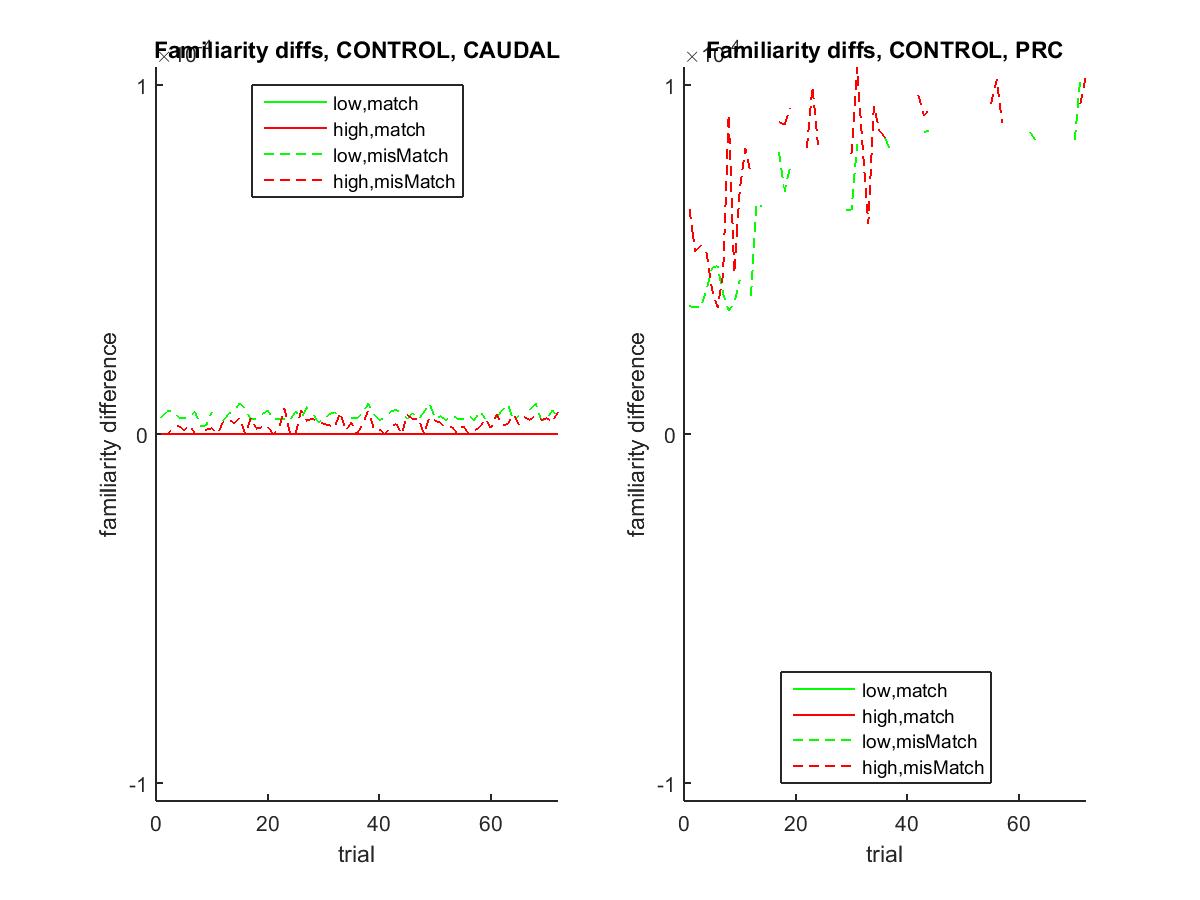 Familiarity diffs, CONTROL, CAUDAL
×10
1
low,match
high,match
low,misMatch
high,misMatch
0
familiarity difference
-1
0 20 40 60
trial
Familiarity diffs, CONTROL, PRC
×10
1
0
familiarity difference
low,match
high,match
low,misMatch
high,misMatch
-1
0 20 40 60
trial